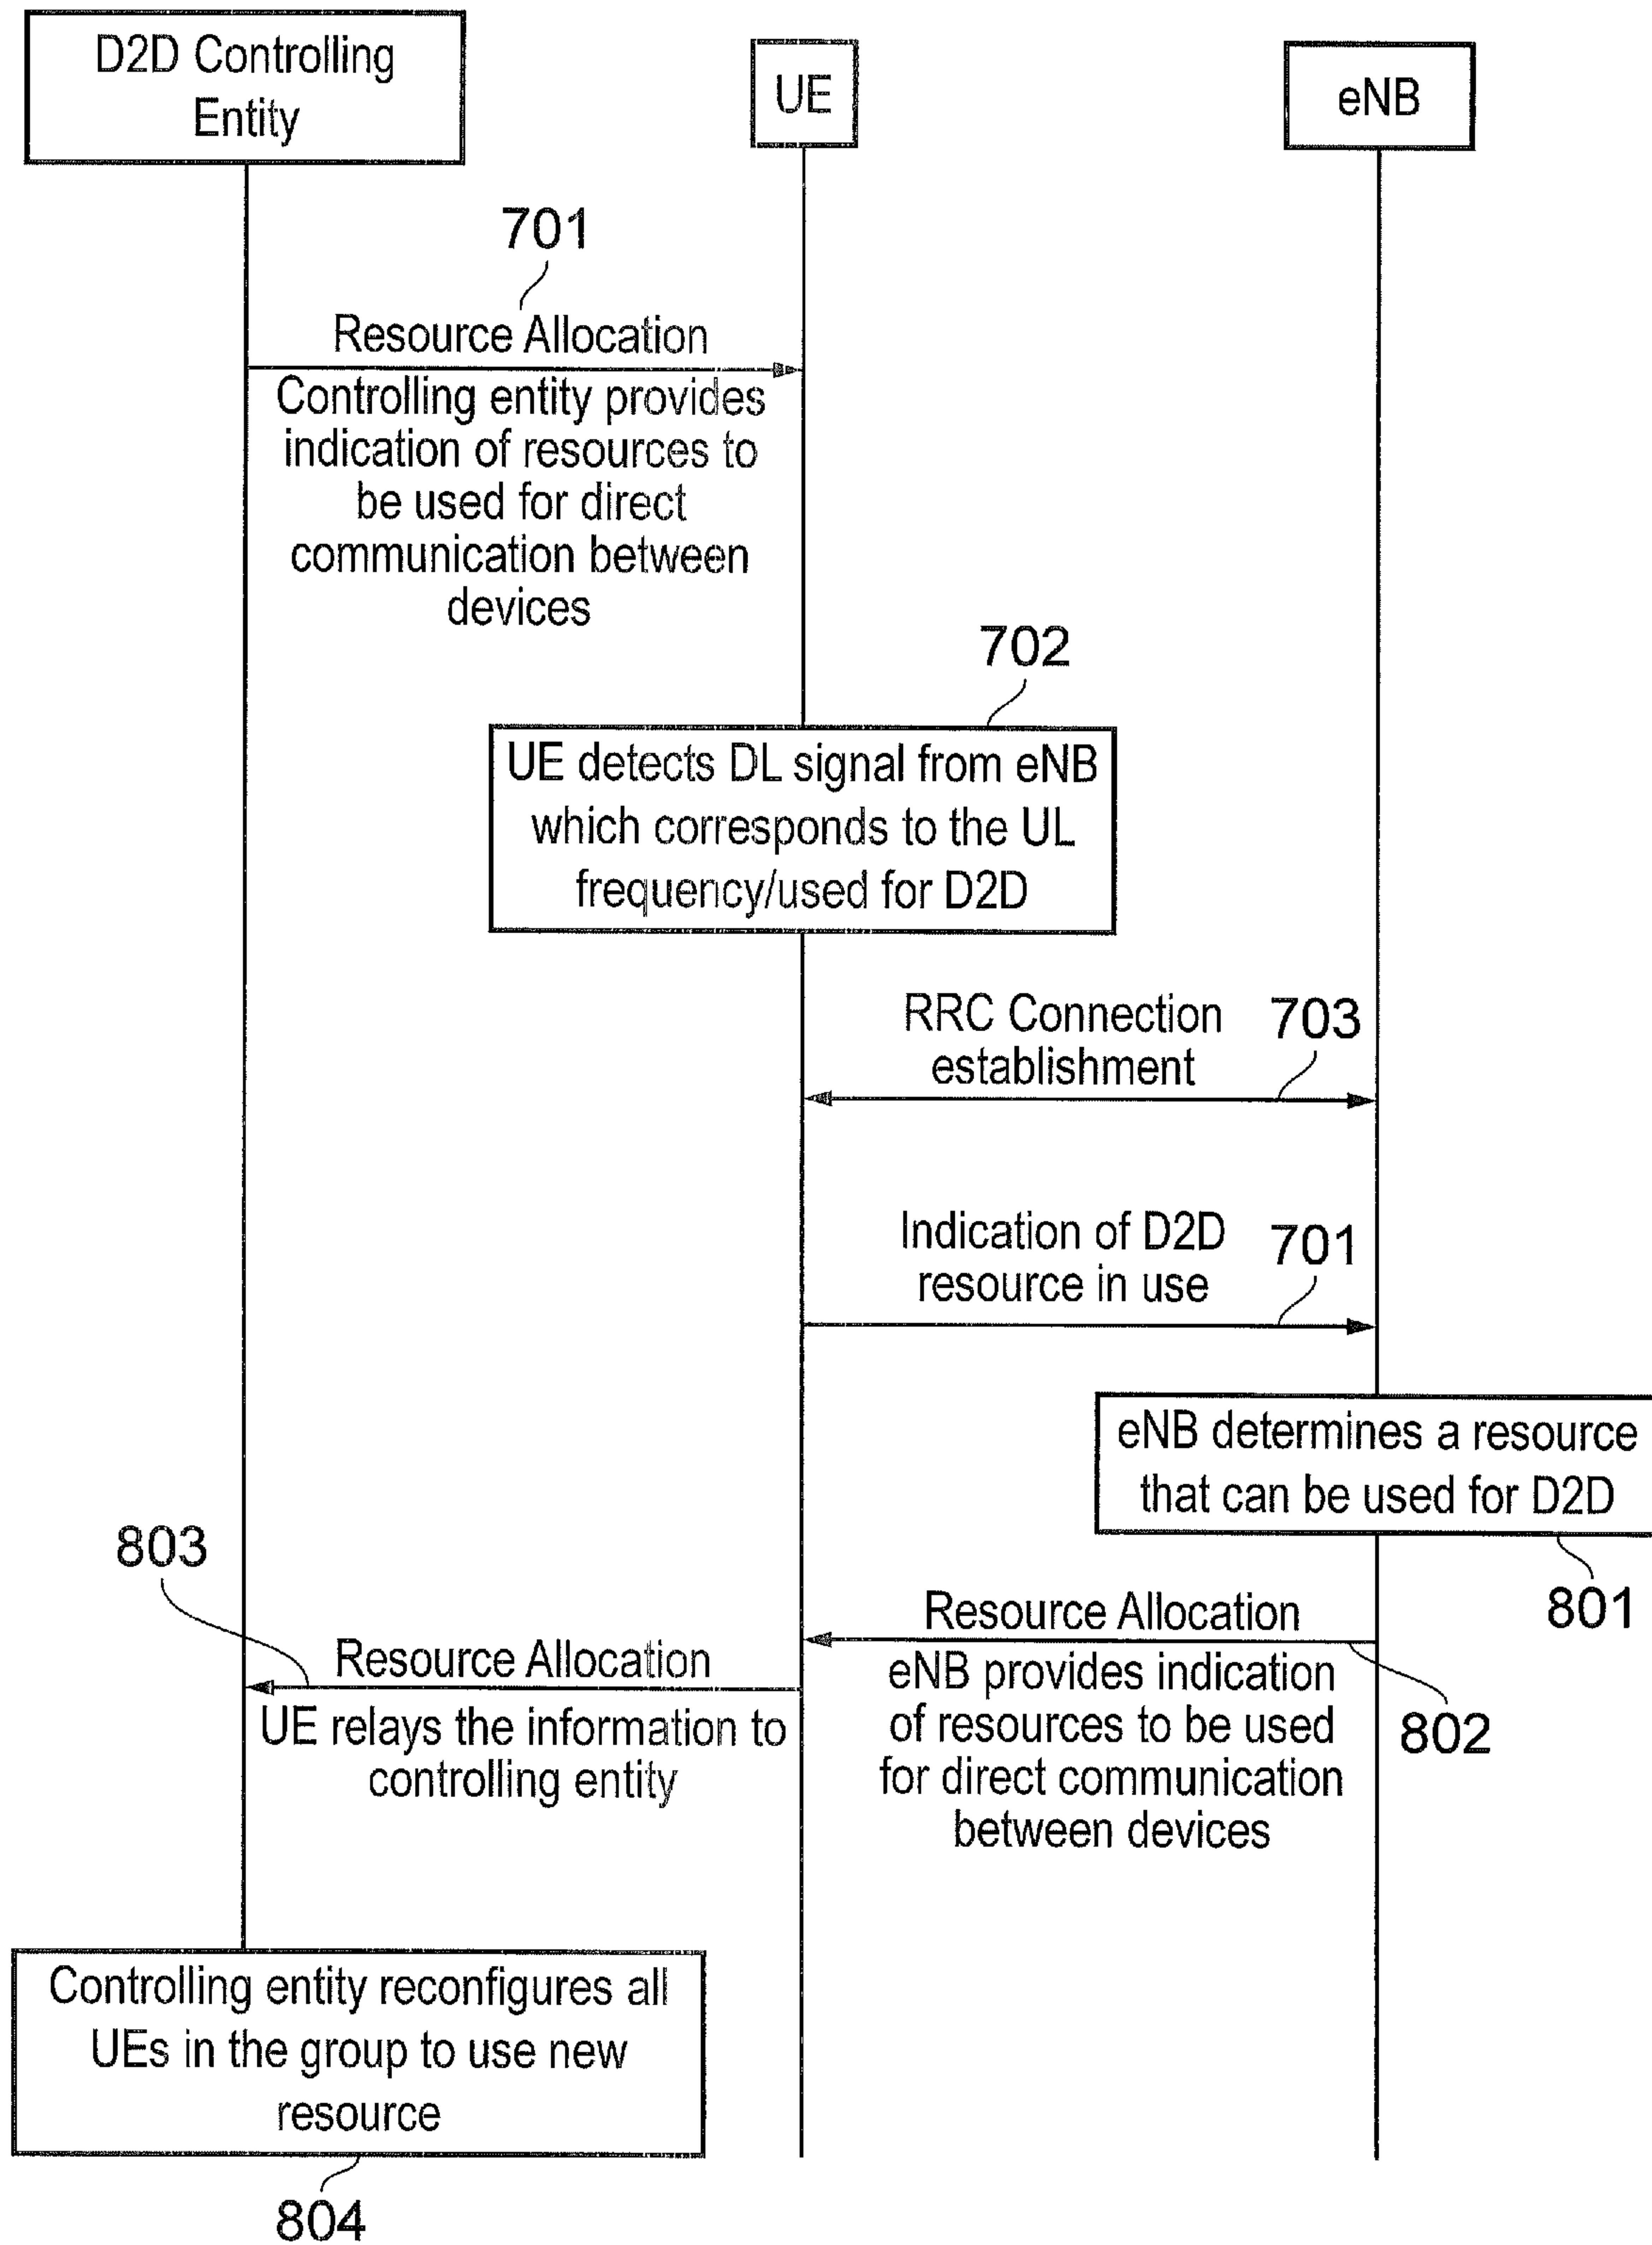 D2D Controlling
Entity
UE
eNB
701
Resource Allocation
Controlling entity provides
indication of resources to
be used for direct
communication between
devices
702
UE detects DL signal from eNB
which corresponds to the UL
frequency/used for D2D
RRC Connection
establishment
703
Indication of D2D
resource in use
701
eNB determines a resource
that can be used for D2D
801
803
Resource Allocation
eNB provides indication
of resources to be used
for direct communication
between devices
802
Resource Allocation
UE relays the information to
controlling entity
Controlling entity reconfigures all
UEs in the group to use new
resource
804